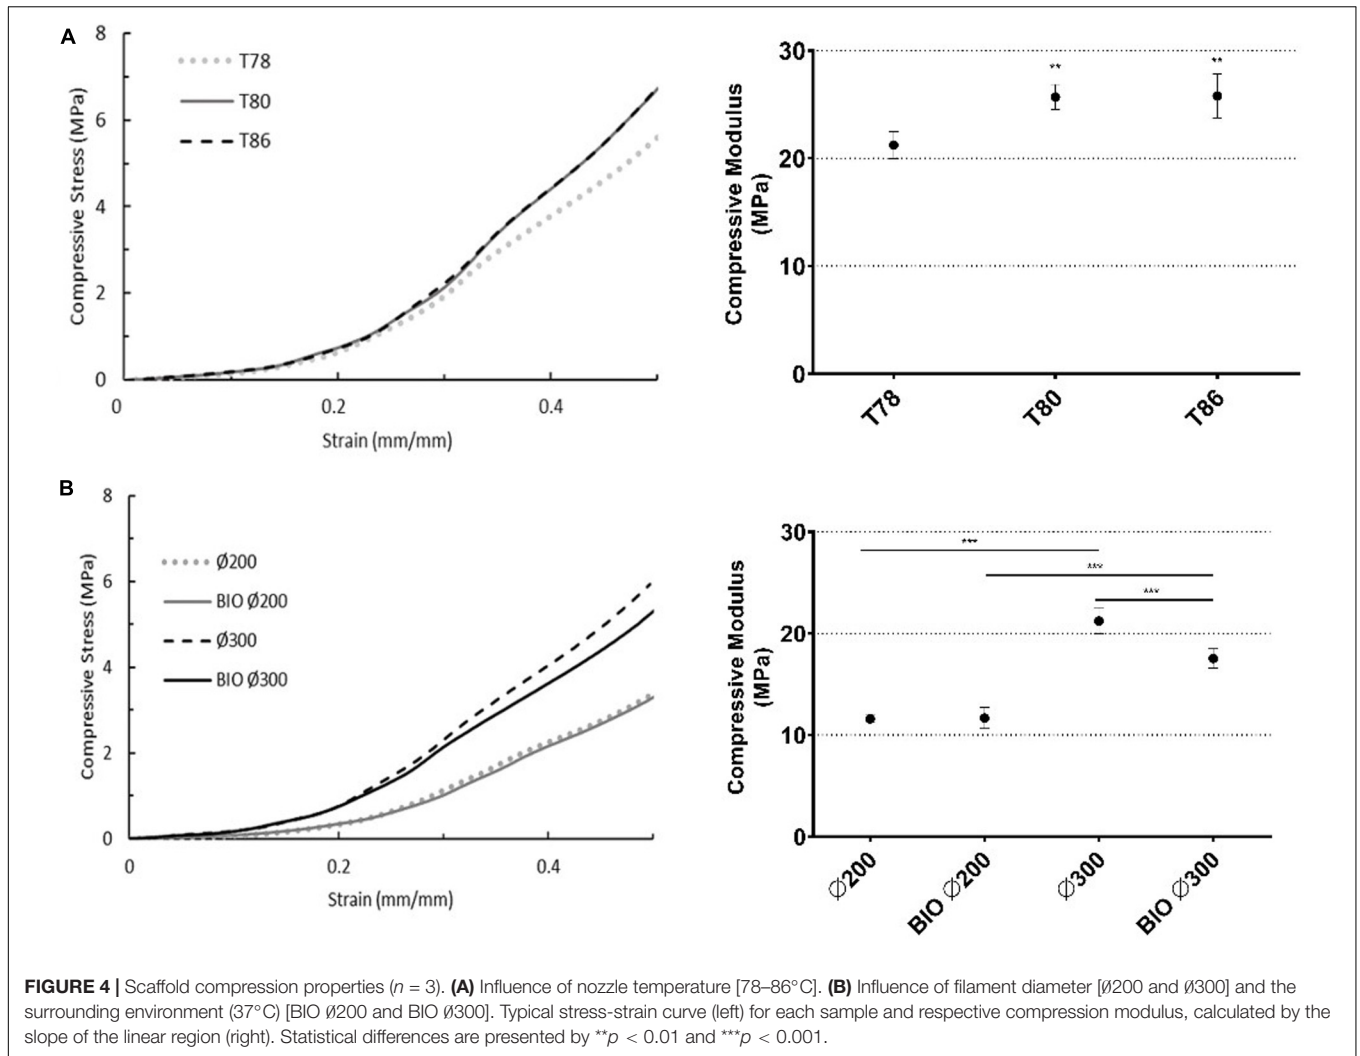 A
8
6
4
2
0
0
0.2
0.4
Compressive Stress (MPa)
Strain (mm/mm)
T78
T80
T86
30
20
10
0
Compressive Modulus
(MPa)
**
**
T78
T80
T86
B
8
6
4
2
0
0
0.2
0.4
Compressive Stress (MPa)
Strain (mm/mm)
Ø200
BIO Ø200
Ø300
BIO Ø300
30
20
10
0
Compressive Modulus
(MPa)
***
***
***
∅200
BIO ∅200
∅300
BIO ∅300
FIGURE 4 | Scaffold compression properties (n = 3). (A) Influence of nozzle temperature [78–86°C]. (B) Influence of filament diameter [Ø200 and Ø300] and the
surrounding environment (37°C) [BIO Ø200 and BIO Ø300]. Typical stress-strain curve (left) for each sample and respective compression modulus, calculated by the
slope of the linear region (right). Statistical differences are presented by **p < 0.01 and ***p < 0.001.